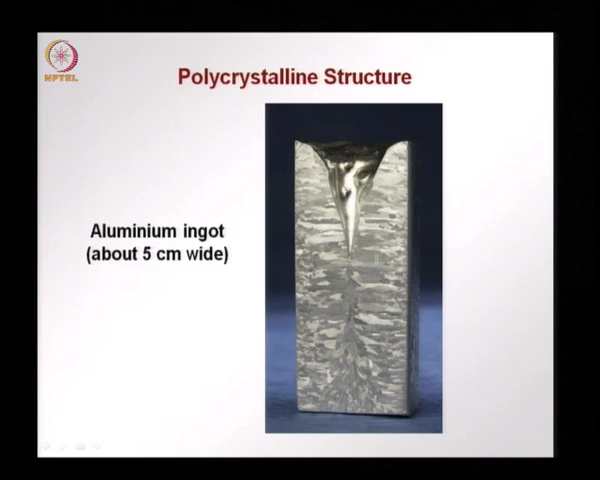 NPTEL
Polycrystalline Structure
Aluminium ingot
(about 5 cm wide)